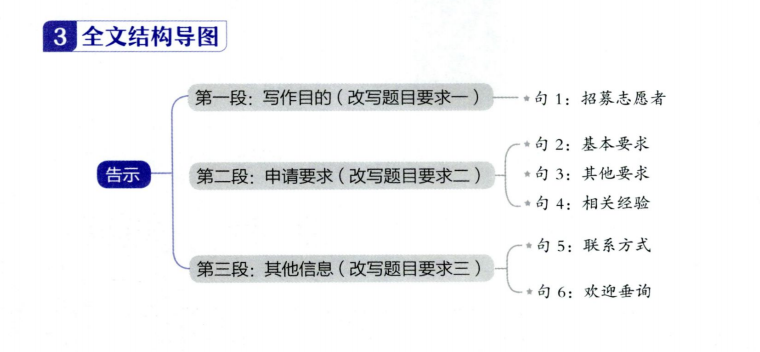 3 全文结构导图
第一段：写作目的（改写题目要求一）
*句 1：招募志愿者
告示
第二段：申请要求（改写题目要求二）
*句 2：基本要求
*句 3：其他要求
*句 4：相关经验
第三段：其他信息（改写题目要求三）
*句 5：联系方式
*句 6：欢迎垂询